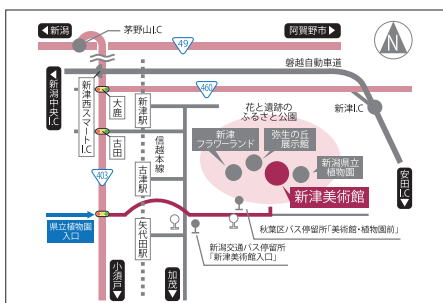 ◀新潟
茅野山I.C
49
阿賀野市▶
N
磐越自動車道
◀新潟中央I.C
新津西スマートI.C
大鹿
新津駅
460
花と遺跡の
ふるさと公園
新津I.C
古田
信越本線
新津
フラワーランド
弥生の丘
展示館
新潟県立
植物園
403
古津駅
新津美術館
安田I.C▼
県立植物園
入口
矢代田駅
秋葉区バス停留所「美術館・植物園前」
新潟交通バス停留所
「新津美術館入口」
小須戸▼
加茂▼